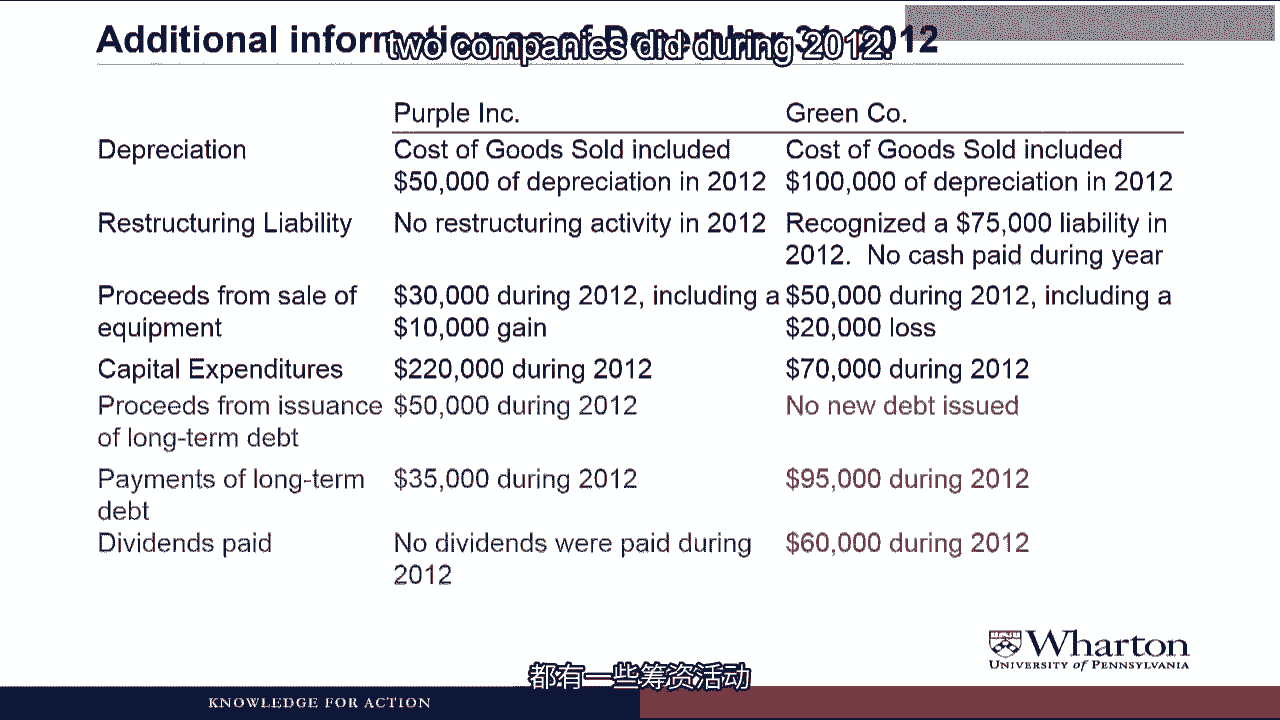 Additional information as of December 31, 2012
two companies did during 2012.
Purple Inc. Green Co.
Depreciation Cost of Goods Sold included Cost of Goods Sold included
$50,000 of depreciation in 2012 $100,000 of depreciation in 2012
Restructuring Liability No restructuring activity in 2012 Recognized a $75,000 liability in
2012. No cash paid during year
Proceeds from sale of $30,000 during 2012, including a $50,000 during 2012, including a
equipment $10,000 gain $20,000 loss
Capital Expenditures $220,000 during 2012 $70,000 during 2012
Proceeds from issuance $50,000 during 2012 No new debt issued
of long-term debt
Payments of long-term $35,000 during 2012 $95,000 during 2012
debt
Dividends paid No dividends were paid during $60,000 during 2012
2012
Wharton
UNIVERSITY of PENNSYLVANIA
都有一些筹资活动
KNOWLEDGE FOR ACTION